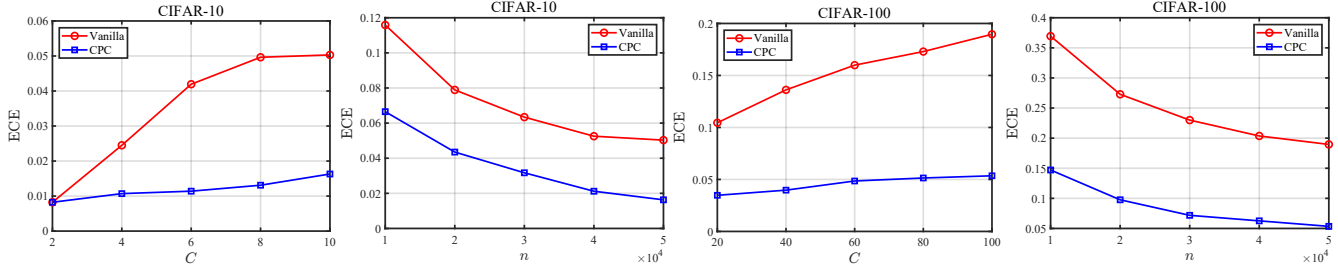 CIFAR-10
Vanilla
CPC
ECE
0.06
0.05
0.04
0.03
0.02
0.01
0
2
4
6
8
10
C
CIFAR-10
Vanilla
CPC
ECE
0.12
0.1
0.08
0.06
0.04
0.02
0
1
2
3
4
5
n
×10⁴
CIFAR-100
Vanilla
CPC
ECE
0.2
0.15
0.1
0.05
0
20
40
60
80
100
C
CIFAR-100
Vanilla
CPC
ECE
0.4
0.35
0.3
0.25
0.2
0.15
0.1
0.05
1
2
3
4
5
n
×10⁴